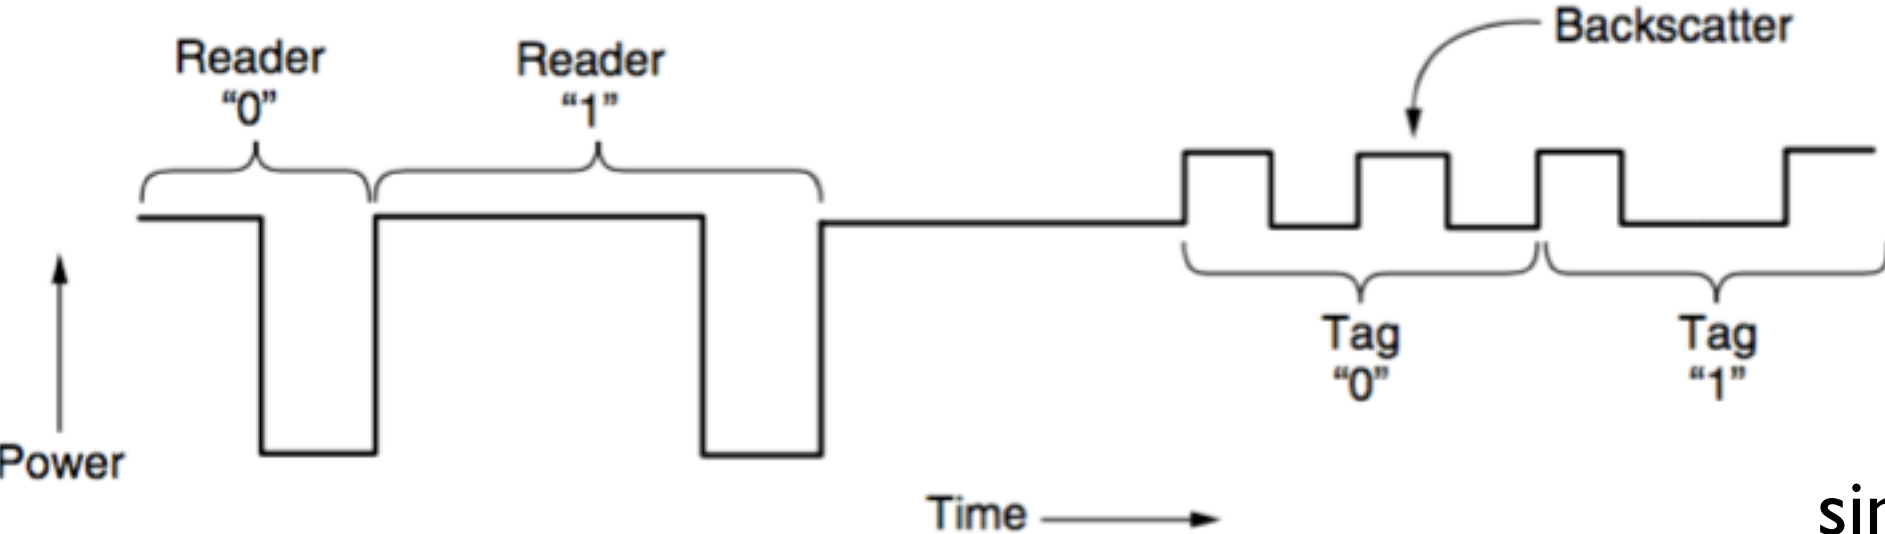 Reader
“0”
Reader
“1”
Backscatter
Tag
“0”
Tag
“1”
Power
Time